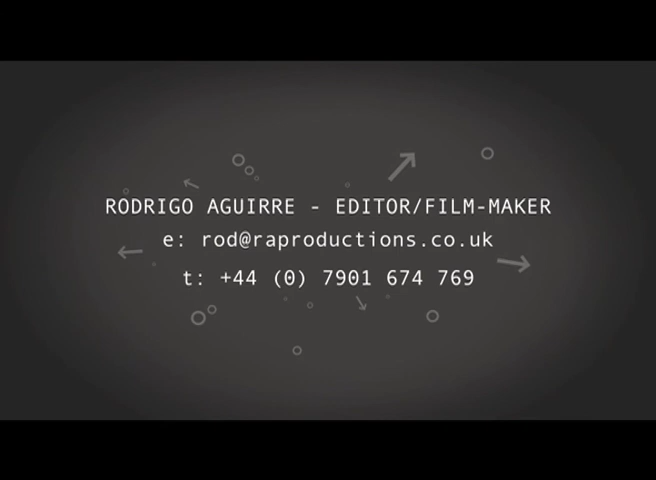 RODRIGO AGUIRRE - EDITOR/FILM-MAKER
e: rod@raproductions.co.uk
t: +44 (0) 7901 674 769